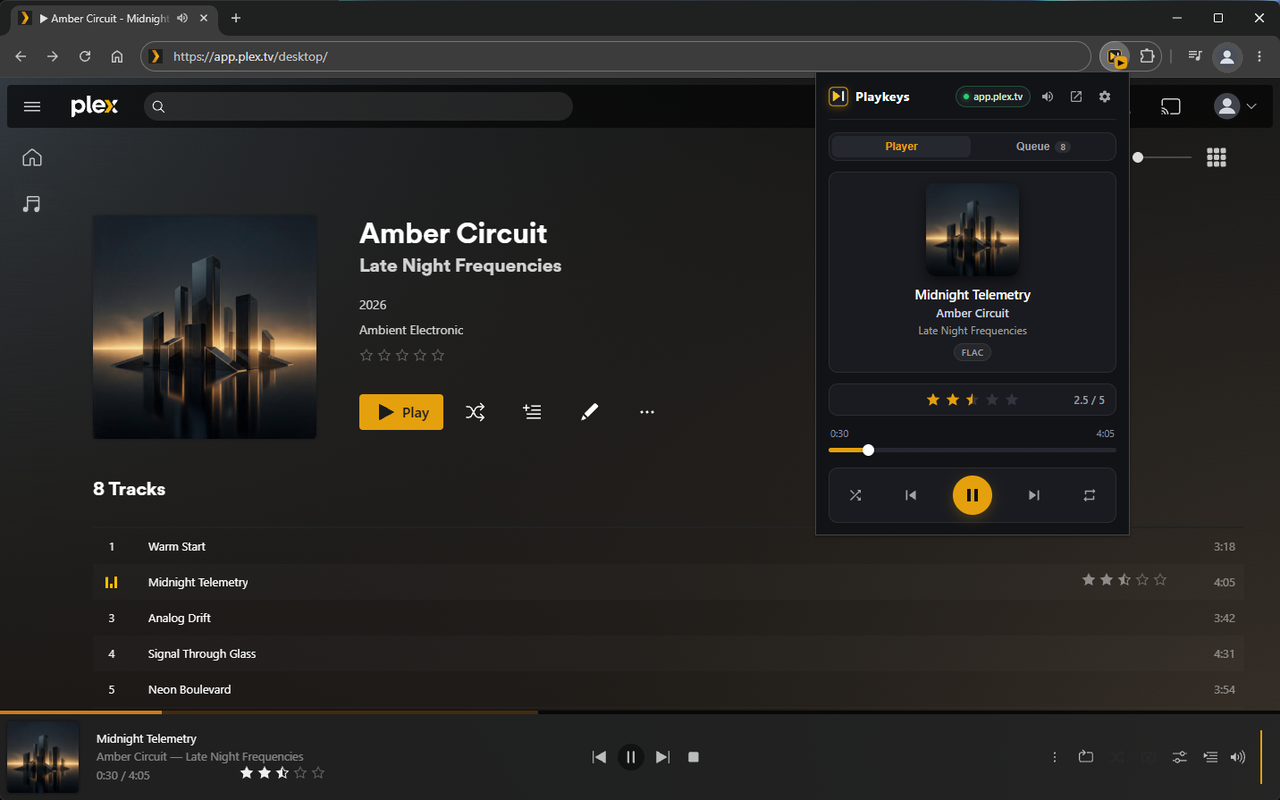 ▶ Amber Circuit - Midnight
https://app.plex.tv/desktop/
plex
Playkeys
app.plex.tv
Player
Queue 8
Midnight Telemetry
Amber Circuit
Late Night Frequencies
FLAC
2.5 / 5
0:30
4:05
Amber Circuit
Late Night Frequencies
2026
Ambient Electronic
Play
8 Tracks
1 Warm Start 3:18
Midnight Telemetry 4:05
3 Analog Drift 3:42
4 Signal Through Glass 4:31
5 Neon Boulevard 3:54
Midnight Telemetry
Amber Circuit — Late Night Frequencies
0:30 / 4:05